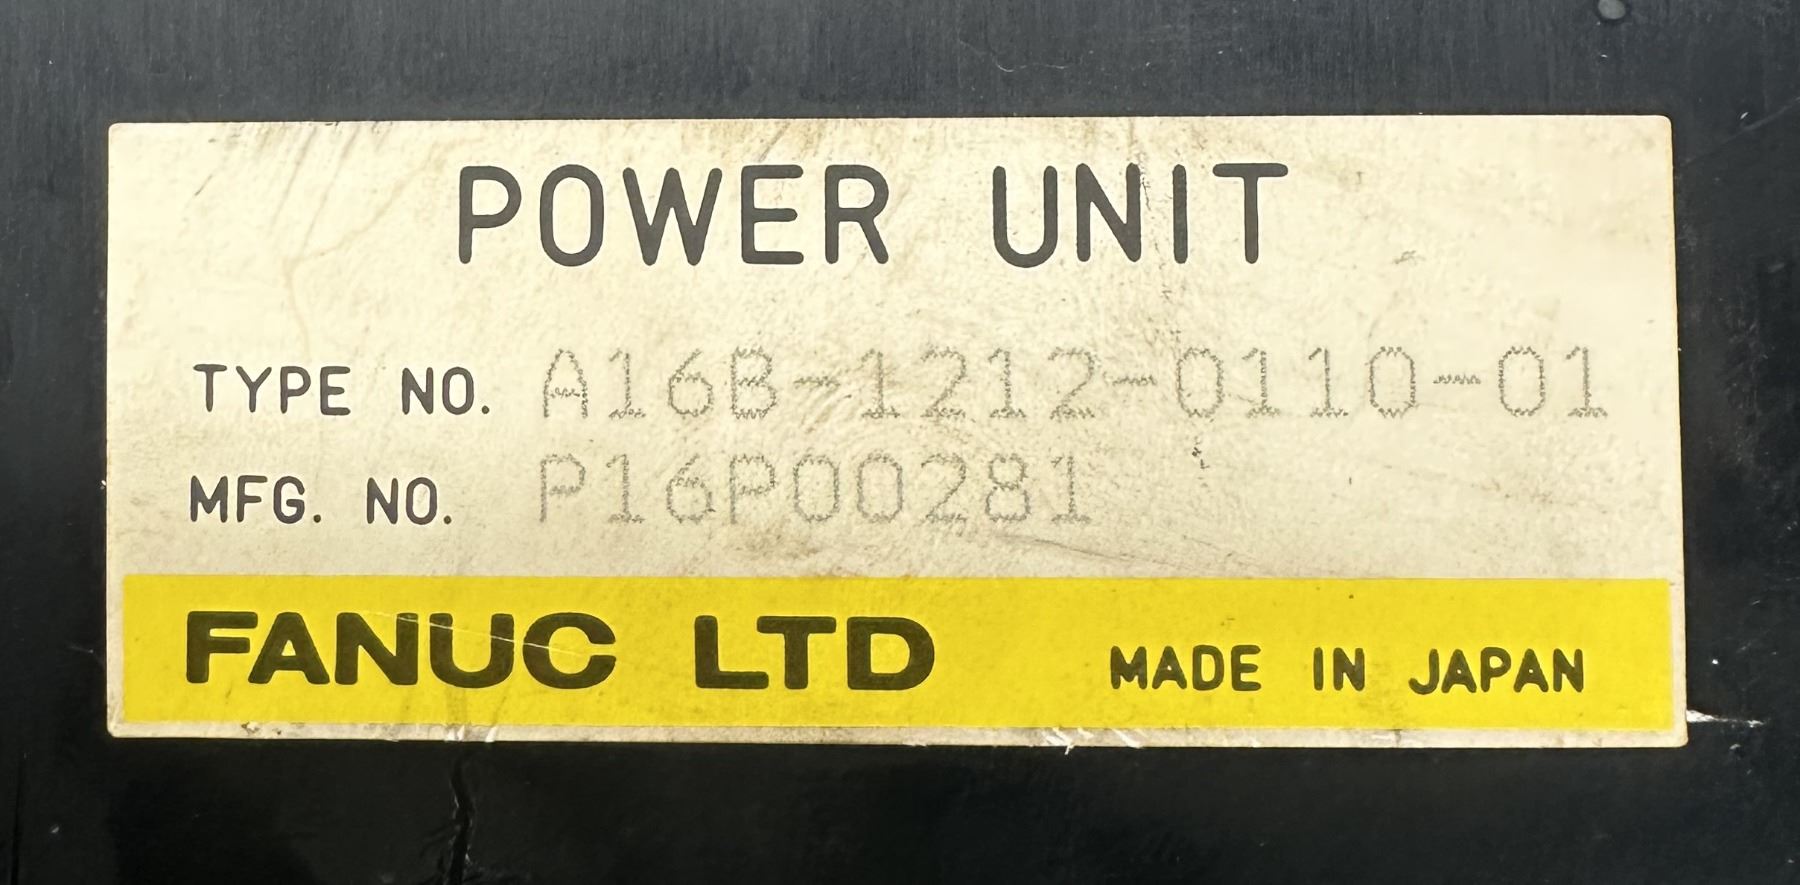 POWER UNIT
TYPE NO. A16B-1212-0110-01
MFG. NO. P16P00281
FANUC LTD MADE IN JAPAN